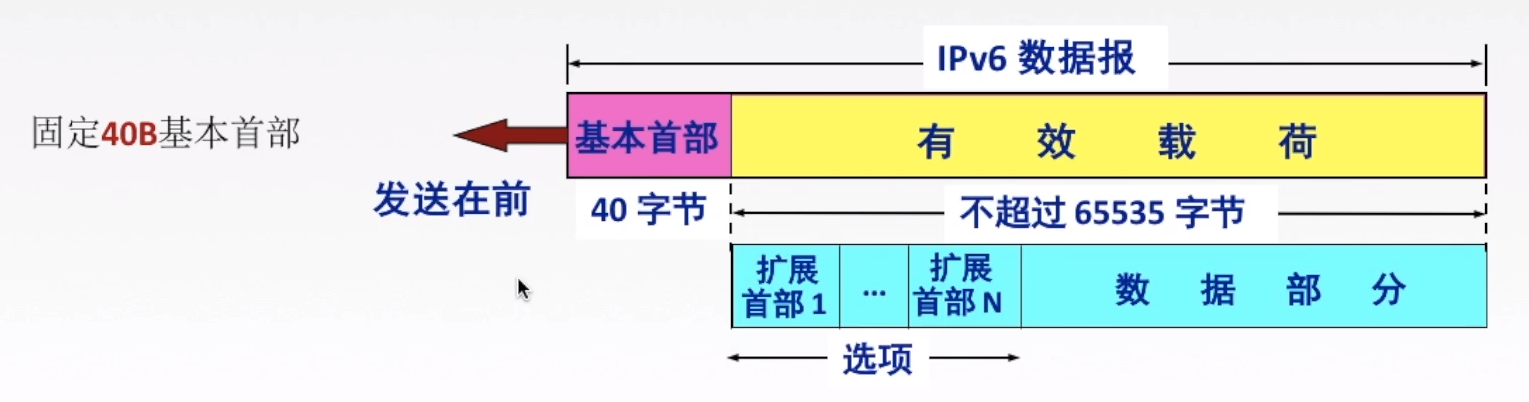 IPv6 数据报
固定40B基本首部
基本首部
有效载荷
发送在前
40 字节
不超过 65535 字节
扩展
首部 1
...
扩展
首部 N
数据部分
选项